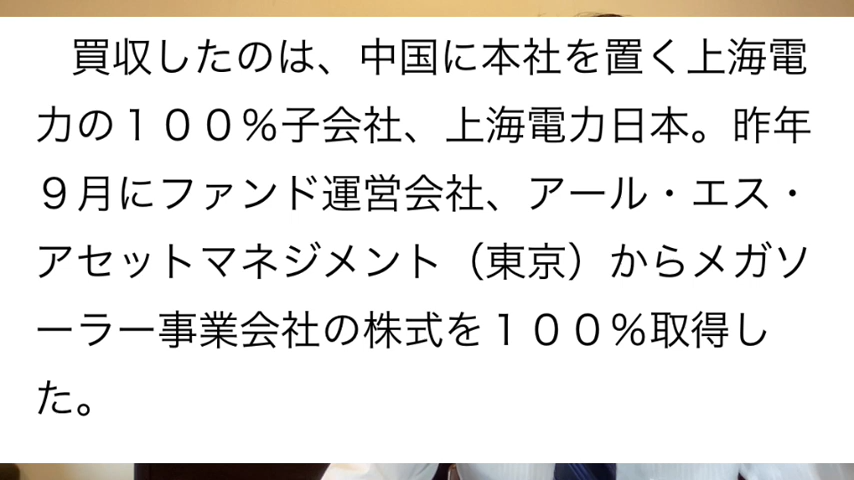 買収したのは、中国に本社を置く上海電
力の１００％子会社、上海電力日本。昨年
９月にファンド運営会社、アール・エス・
アセットマネジメント（東京）からメガソ
ーラー事業会社の株式を１００％取得し
た。